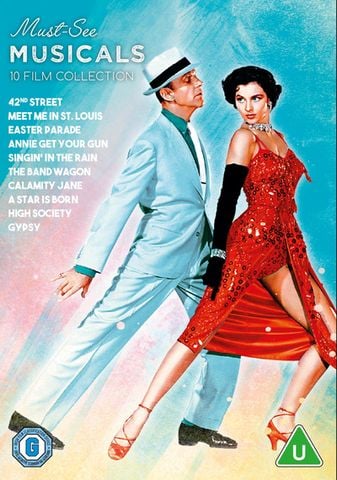 Must-See
MUSICALS
10 FILM COLLECTION
42ND STREET
MEET ME IN ST. LOUIS
EASTER PARADE
ANNIE GET YOUR GUN
SINGIN' IN THE RAIN
THE BAND WAGON
CALAMITY JANE
A STAR IS BORN
HIGH SOCIETY
GYPSY
G
U